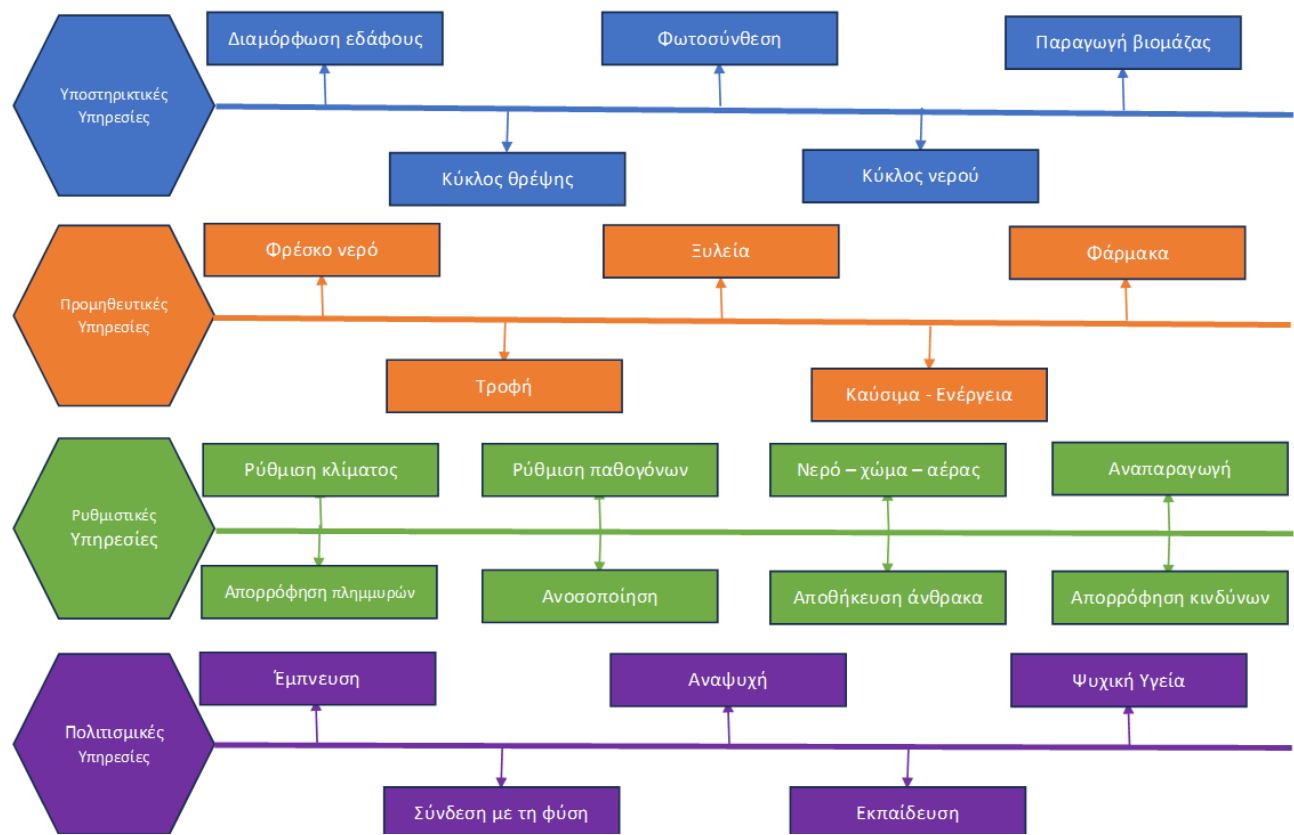 Διαμόρφωση εδάφους
Φωτοσύνθεση
Παραγωγή βιομάζας
Υποστηρικτικές
Υπηρεσίες
Κύκλος θρέψης
Κύκλος νερού
Φρέσκο νερό
Ξυλεία
Φάρμακα
Προμηθευτικές
Υπηρεσίες
Τροφή
Καύσιμα - Ενέργεια
Ρύθμιση κλίματος
Ρύθμιση παθογόνων
Νερό – χώμα – αέρας
Αναπαραγωγή
Ρυθμιστικές
Υπηρεσίες
Απορρόφηση πλημμυρών
Ανοσοποίηση
Αποθήκευση άνθρακα
Απορρόφηση κινδύνων
Έμπνευση
Αναψυχή
Ψυχική Υγεία
Πολιτισμικές
Υπηρεσίες
Σύνδεση με τη φύση
Εκπαίδευση